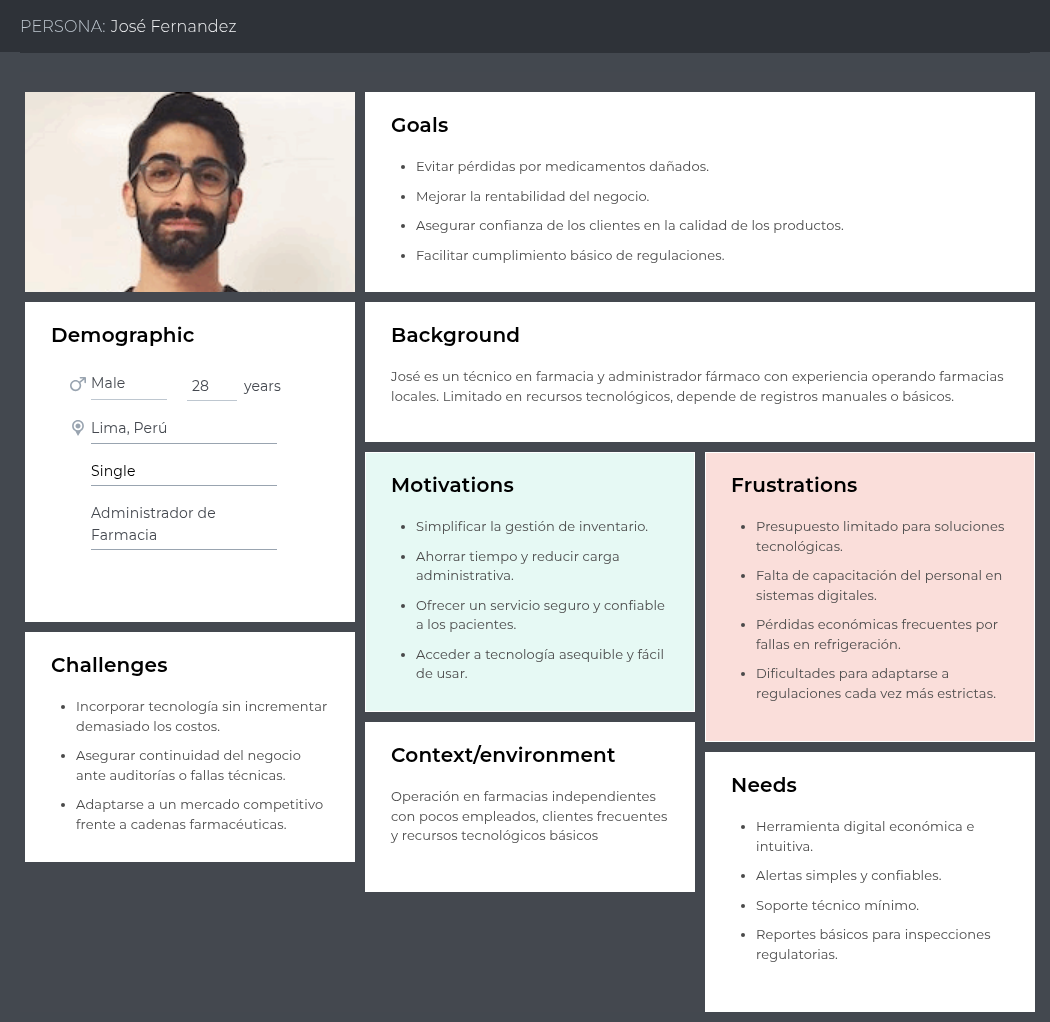 PERSONA: José Fernandez
Goals
• Evitar pérdidas por medicamentos dañados.
• Mejorar la rentabilidad del negocio.
• Asegurar confianza de los clientes en la calidad de los productos.
• Facilitar cumplimiento básico de regulaciones.
Demographic
Male 28 years
Lima, Perú
Single
Administrador de
Farmacia
Background
José es un técnico en farmacia y administrador fármaco con experiencia operando farmacias
locales. Limitado en recursos tecnológicos, depende de registros manuales o básicos.
Motivations
• Simplificar la gestión de inventario.
• Ahorrar tiempo y reducir carga
administrativa.
• Ofrecer un servicio seguro y confiable
a los pacientes.
• Acceder a tecnología asequible y fácil
de usar.
Frustrations
• Presupuesto limitado para soluciones
tecnológicas.
• Falta de capacitación del personal en
sistemas digitales.
• Pérdidas económicas frecuentes por
fallas en refrigeración.
• Dificultades para adaptarse a
regulaciones cada vez más estrictas.
Challenges
• Incorporar tecnología sin incrementar
demasiado los costos.
• Asegurar continuidad del negocio
ante auditorías o fallas técnicas.
• Adaptarse a un mercado competitivo
frente a cadenas farmacéuticas.
Context/environment
Operación en farmacias independientes
con pocos empleados, clientes frecuentes
y recursos tecnológicos básicos
Needs
• Herramienta digital económica e
intuitiva.
• Alertas simples y confiables.
• Soporte técnico mínimo.
• Reportes básicos para inspecciones
regulatorias.